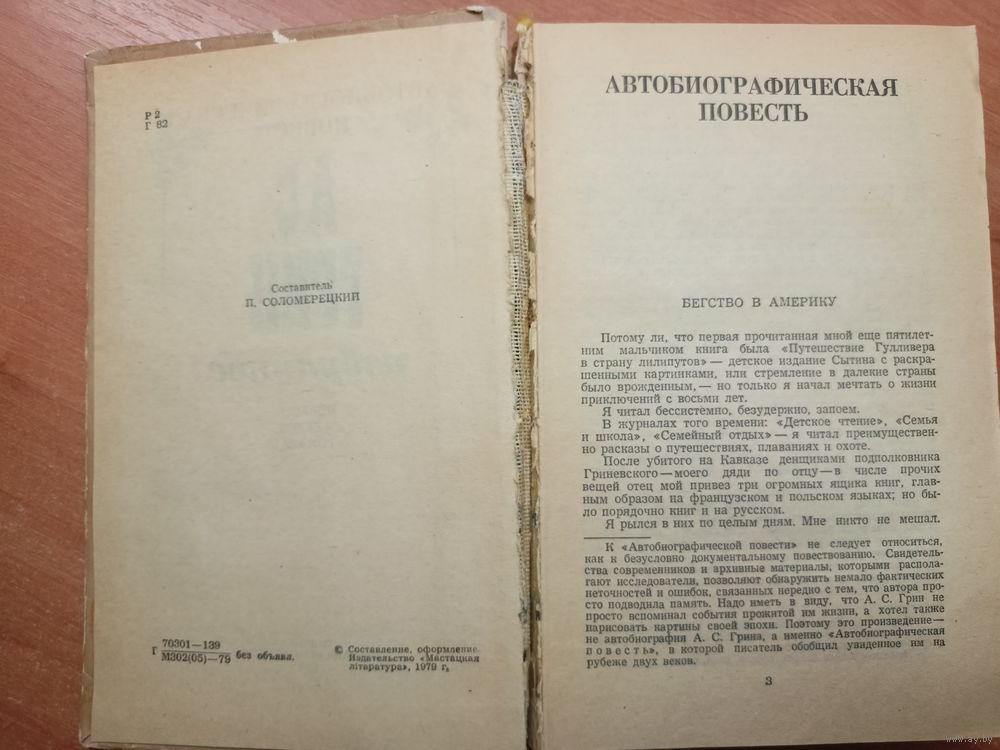 Р2
Г 82
Составитель
П. СОЛОМЕРЕЦКИЙ
Г 70301—139
М302(05)—79 без объявл.
© Составление, оформление.
Издательство «Мастацкая
літаратура», 1979 г.
АВТОБИОГРАФИЧЕСКАЯ
ПОВЕСТЬ
БЕГСТВО В АМЕРИКУ
Потому ли, что первая прочитанная мной еще пятилет-
ним мальчиком книга была «Путешествие Гулливера
в страну лилипутов» — детское издание Сытина с раскра-
шенными картинками, или стремление в далекие страны
было врожденным, — но только я начал мечтать о жизни
приключений с восьми лет.
Я читал бессистемно, безудержно, запоем.
В журналах того времени: «Детское чтение», «Семья
и школа», «Семейный отдых» — я читал преимуществен-
но рассказы о путешествиях, плаваниях и охоте.
После убитого на Кавказе денщиками подполковника
Гриневского — моего дяди по отцу — в числе прочих
вещей отец мой привез три огромных ящика книг, глав-
ным образом на французском и польском языках; но бы-
ло порядочно книг и на русском.
Я рылся в них по целым дням. Мне никто не мешал.
К «Автобиографической повести» не следует относиться,
как к безусловно документальному повествованию. Свидетель-
ства современников и архивные материалы, которыми распола-
гают исследователи, позволяют обнаружить немало фактических
неточностей и ошибок, связанных нередко с тем, что автора про-
сто подводила память. Надо иметь в виду, что А. С. Грин не
просто вспоминал события прожитой им жизни, а хотел также
нарисовать картины своей эпохи. Поэтому это произведение —
не автобиография А. С. Грина, а именно «Автобиографическая
повесть», в которой писатель обобщил увиденное им на
рубеже двух веков.
3
www.ay.by